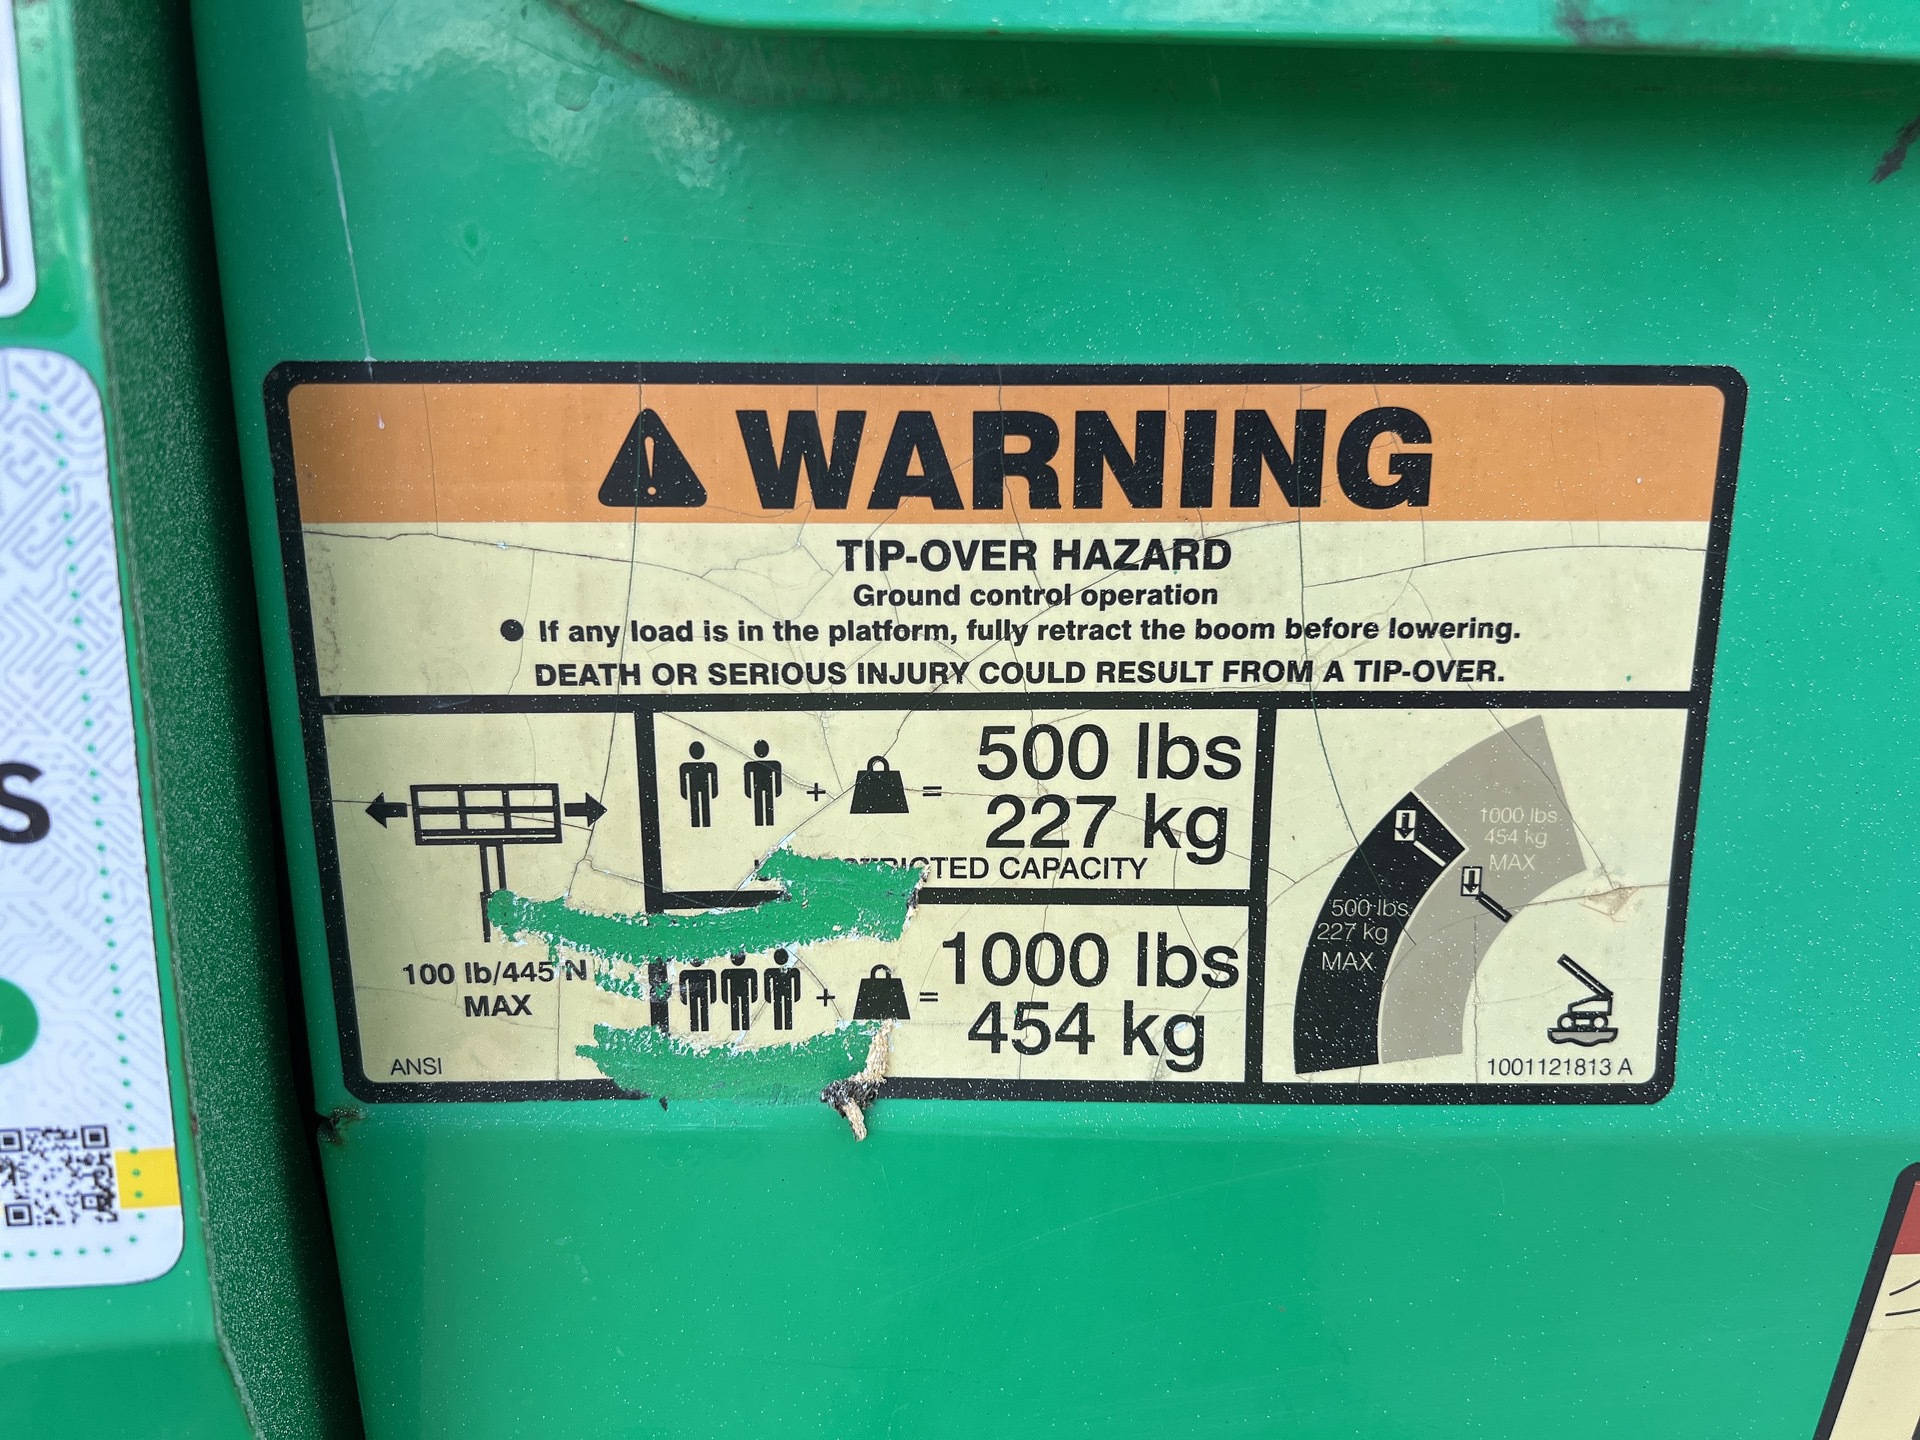 WARNING
TIP-OVER HAZARD
Ground control operation
● If any load is in the platform, fully retract the boom before lowering.
DEATH OR SERIOUS INJURY COULD RESULT FROM A TIP-OVER.
100 lb/445 N
MAX
ANSI
+ = 500 lbs
227 kg
CAPACITY
+ = 1000 lbs
454 kg
1000 lbs
454 kg
MAX
500 lbs
227 kg
MAX
1001121813 A
S